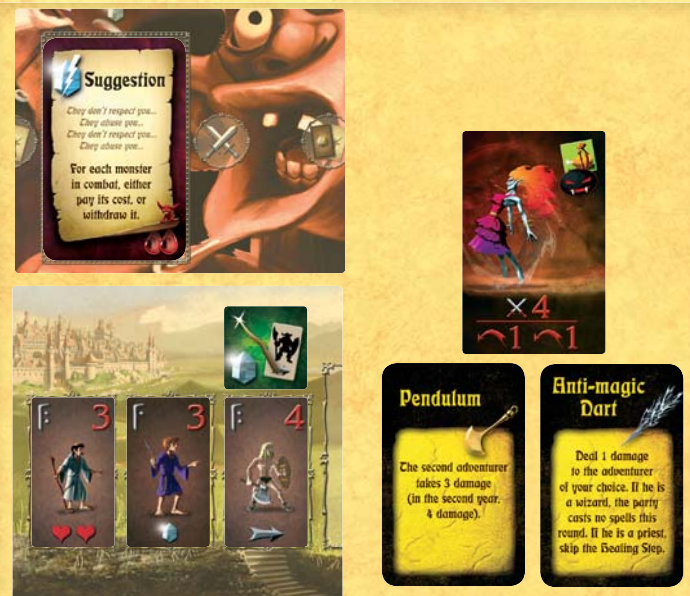 Suggestion
They don't respect you...
They abuse you...
They don't respect you...
They abuse you...
For each monster
in combat, either
pay its cost, or
withdraw it.
4
1 1
3
3
4
Pendulum
The second adventurer
takes 3 damage
(in the second year,
4 damage).
Anti-magic
Dart
Deal 1 damage
to the adventurer
of your choice. If he is
a wizard, the party
casts no spells this
round. If he is a priest,
skip the Healing Step.